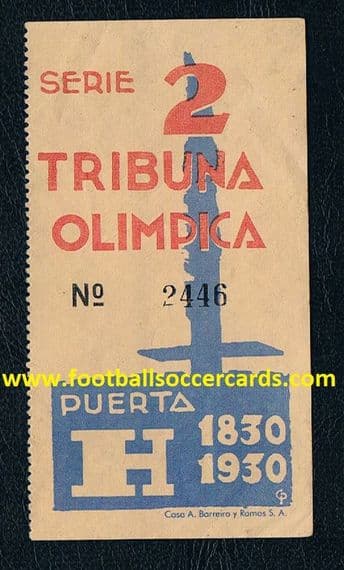 SERIE 2
TRIBUNA
OLIMPICA
Nº 2446
www.footballsoccercards.com
PUERTA
H
1830
1930
Casa A. Barreiro y Ramos S. A.